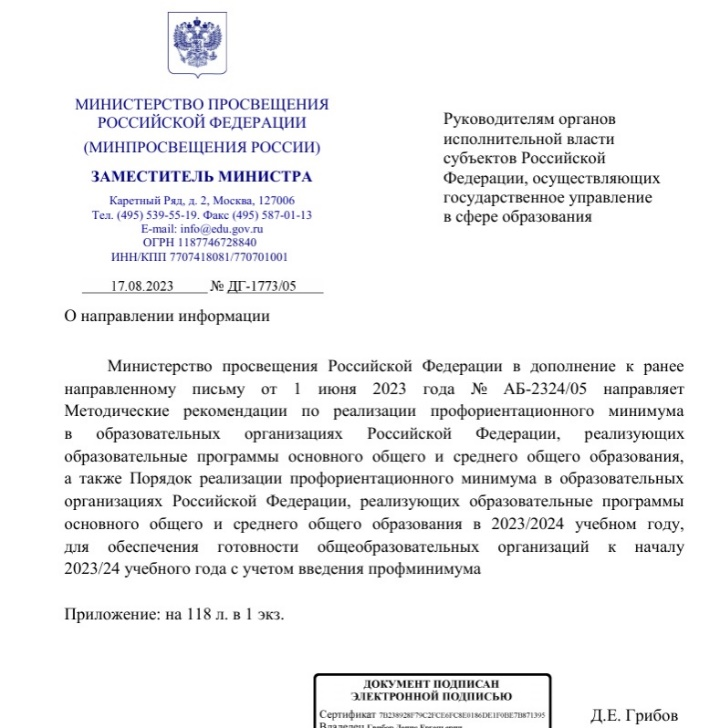 МИНИСТЕРСТВО ПРОСВЕЩЕНИЯ
РОССИЙСКОЙ ФЕДЕРАЦИИ
(МИНПРОСВЕЩЕНИЯ РОССИИ)
ЗАМЕСТИТЕЛЬ МИНИСТРА
Каретный Ряд, д. 2, Москва, 127006
Тел. (495) 539-55-19. Факс (495) 587-01-13
E-mail: info@edu.gov.ru
ОГРН 1187746728840
ИНН/КПП 7707418081/770701001
17.08.2023 № ДГ-1773/05
Руководителям органов
исполнительной власти
субъектов Российской
Федерации, осуществляющих
государственное управление
в сфере образования
О направлении информации
Министерство просвещения Российской Федерации в дополнение к ранее
направленному письму от 1 июня 2023 года № АБ-2324/05 направляет
Методические рекомендации по реализации профориентационного минимума
в образовательных организациях Российской Федерации, реализующих
образовательные программы основного общего и среднего общего образования,
а также Порядок реализации профориентационного минимума в образовательных
организациях Российской Федерации, реализующих образовательные программы
основного общего и среднего общего образования в 2023/2024 учебном году,
для обеспечения готовности общеобразовательных организаций к началу
2023/24 учебного года с учетом введения профминимума
Приложение: на 118 л. в 1 экз.
ДОКУМЕНТ ПОДПИСАН
ЭЛЕКТРОННОЙ ПОДПИСЬЮ
Сертификат
Владелец
Д.Е. Грибов